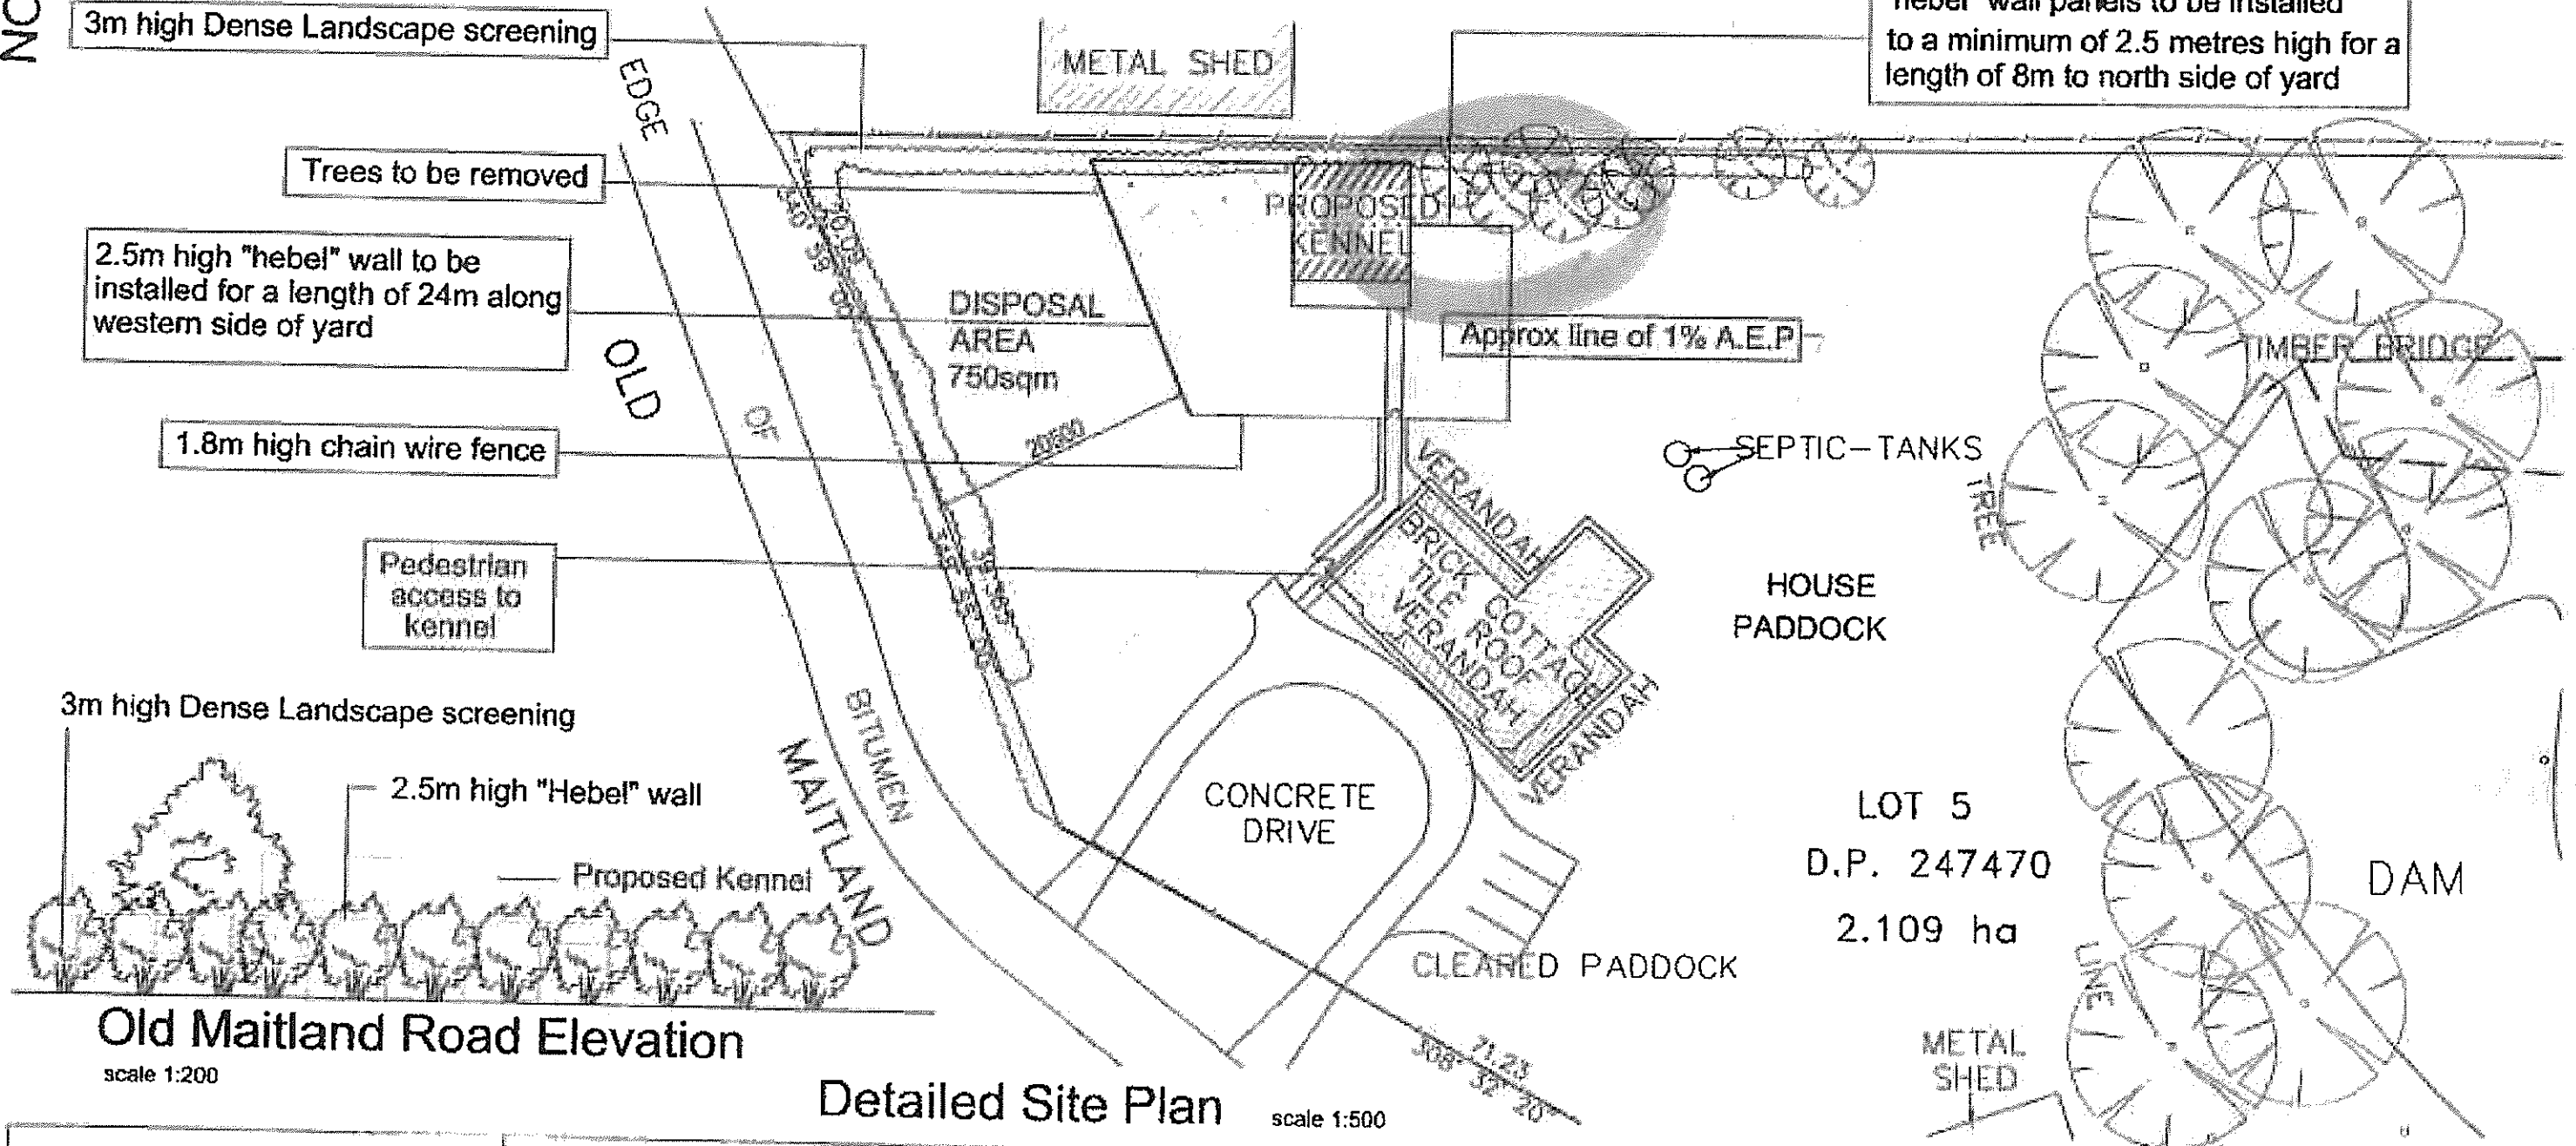 NO
3m high Dense Landscape screening
METAL SHED
"hebel" wall panels to be installed
to a minimum of 2.5 metres high for a
length of 8m to north side of yard
EDGE
Trees to be removed
PROPOSED
KENNEL
2.5m high "hebel" wall to be
installed for a length of 24m along
western side of yard
DISPOSAL
AREA
750sqm
Approx line of 1% A.E.P
TIMBER BRIDGE
OLD
OF
1.8m high chain wire fence
20500
SEPTIC-TANKS
TREE
VERANDAH
BRICK COTTAGE
TILE ROOF
VERANDAH
VERANDAH
Pedestrian
access to
kennel
HOUSE
PADDOCK
BITUMEN
MAITLAND
3m high Dense Landscape screening
2.5m high "Hebel" wall
Proposed Kennel
CONCRETE
DRIVE
LOT 5
D.P. 247470
2.109 ha
DAM
CLEARED PADDOCK
LINE
METAL
SHED
71.23
308° 32' 20"
Old Maitland Road Elevation
scale 1:200
Detailed Site Plan
scale 1:500